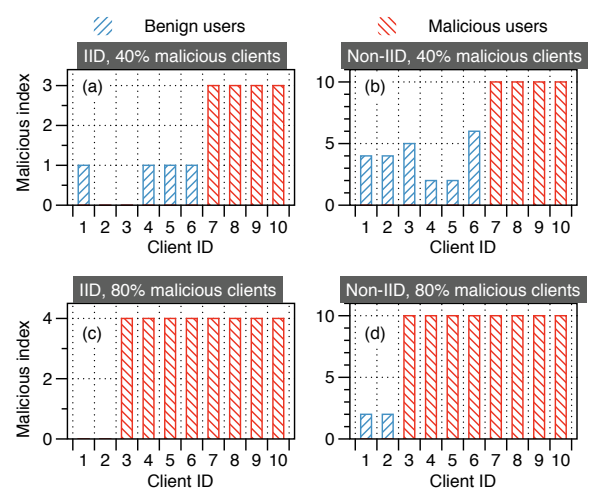 Benign users Malicious users
IID, 40% malicious clients
(a)
Malicious index
3
2
1
0
1 2 3 4 5 6 7 8 9 10
Client ID
Non-IID, 40% malicious clients
(b)
10
5
0
1 2 3 4 5 6 7 8 9 10
Client ID
IID, 80% malicious clients
(c)
Malicious index
4
2
0
1 2 3 4 5 6 7 8 9 10
Client ID
Non-IID, 80% malicious clients
(d)
10
5
0
1 2 3 4 5 6 7 8 9 10
Client ID